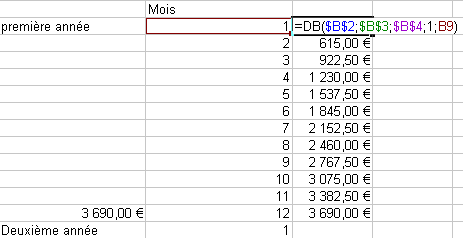 Mois
première année 1 =DB($B$2;$B$3;$B$4;1;B9)
2 615,00 €
3 922,50 €
4 1 230,00 €
5 1 537,50 €
6 1 845,00 €
7 2 152,50 €
8 2 460,00 €
9 2 767,50 €
10 3 075,00 €
11 3 382,50 €
3 690,00 € 12 3 690,00 €
Deuxième année 1